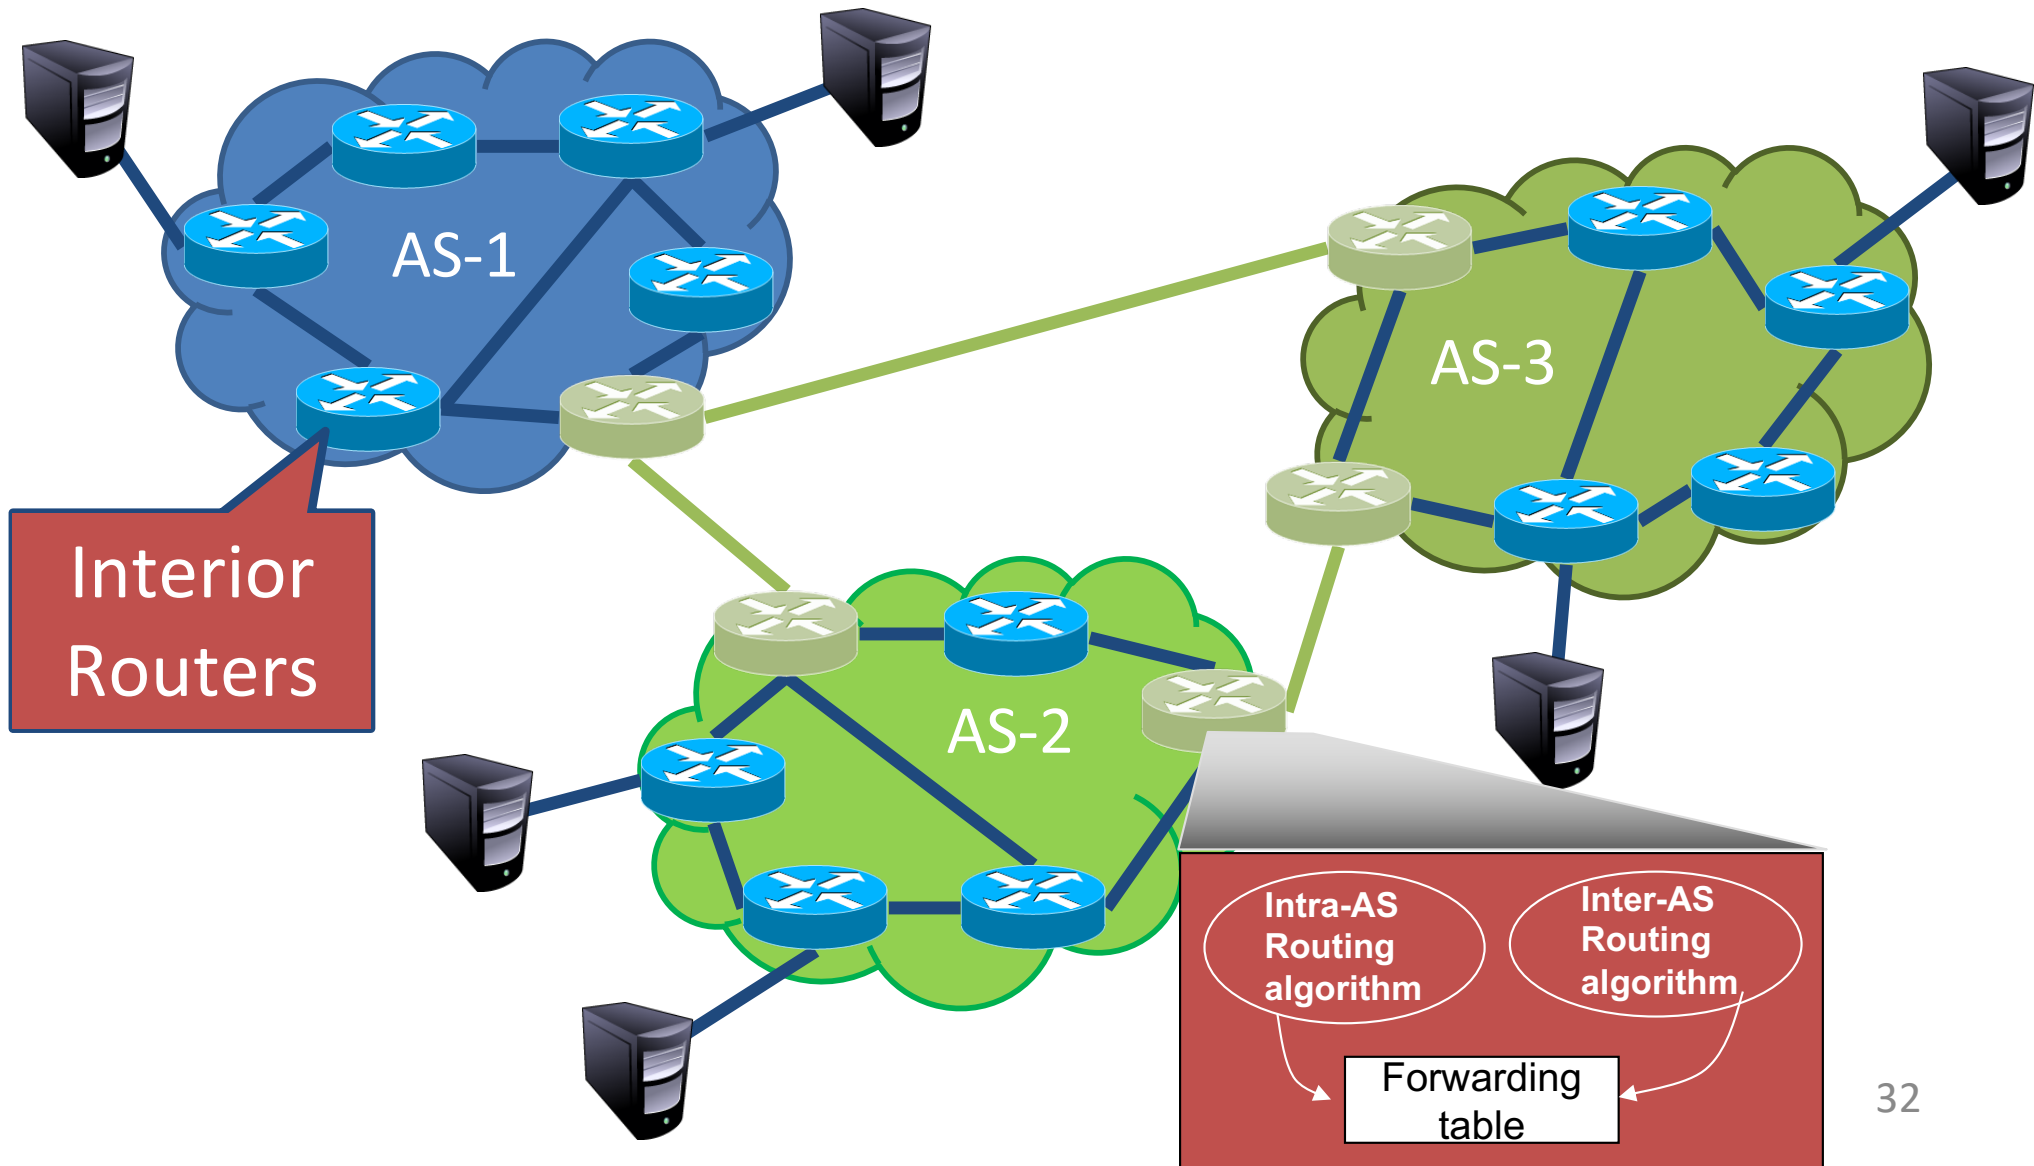 AS-1
AS-3
Interior
Routers
AS-2
Intra-AS
Routing
algorithm
Inter-AS
Routing
algorithm
Forwarding
table
32